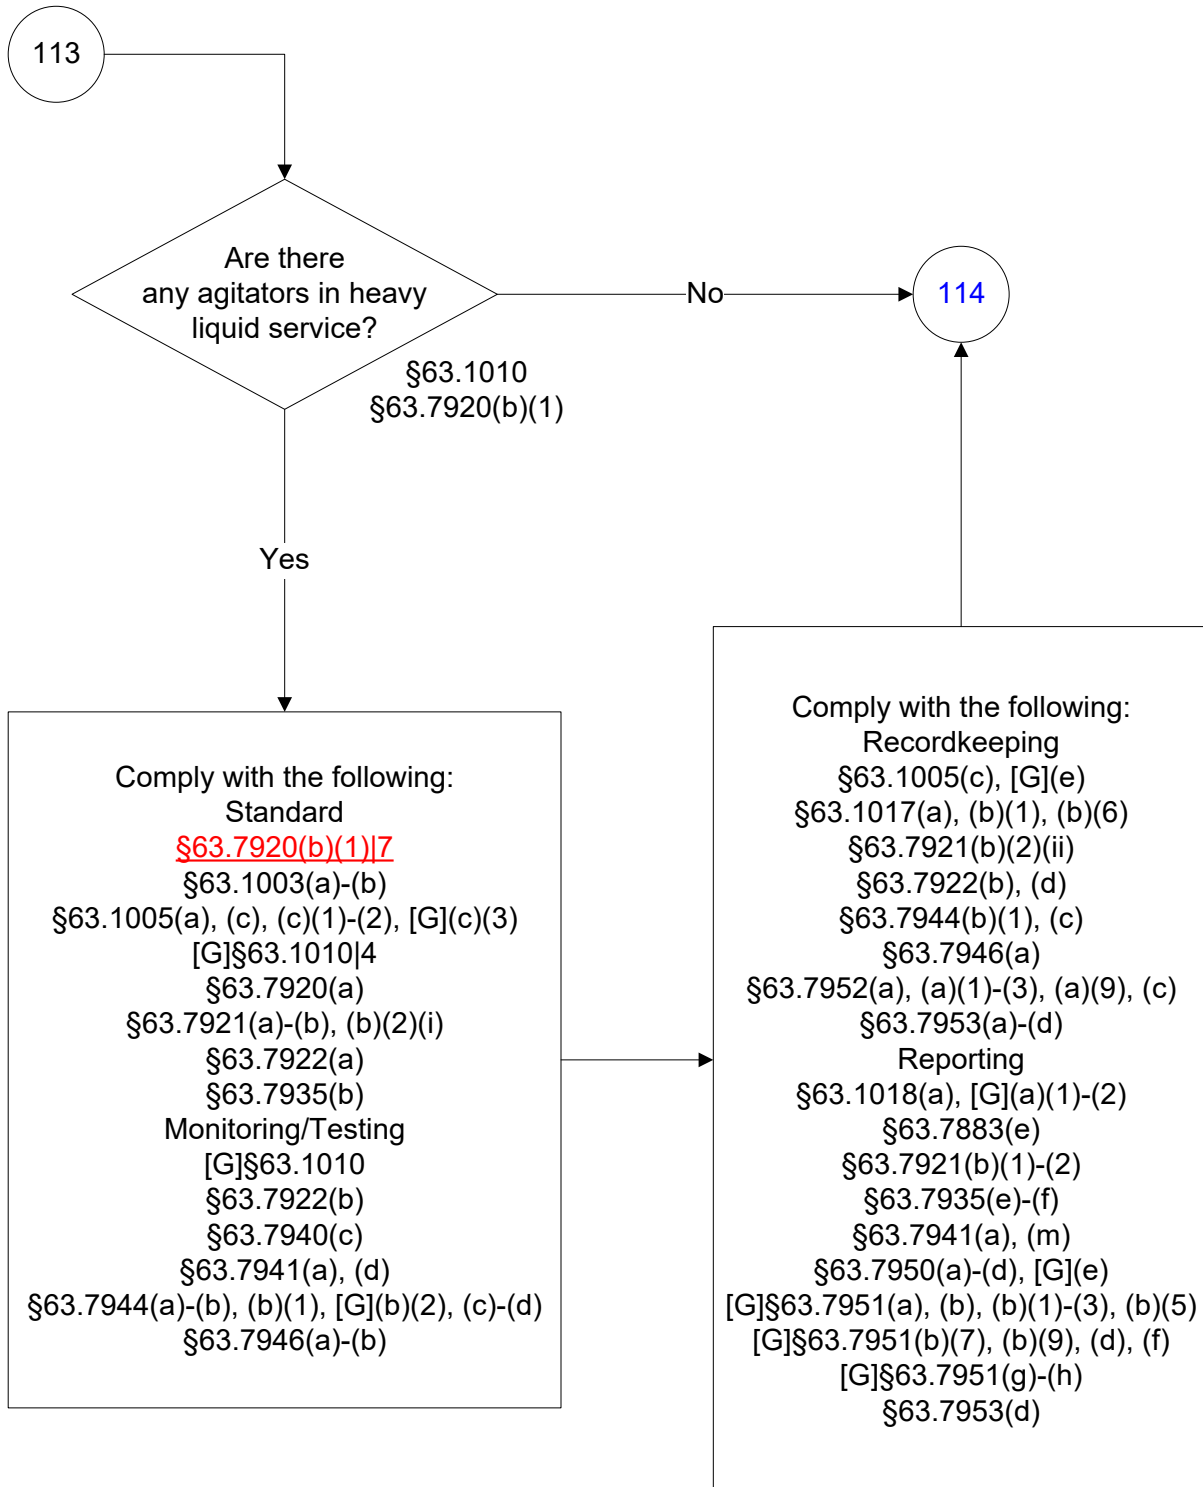 113
Are there
any agitators in heavy
liquid service?
No
114
§63.1010
§63.7920(b)(1)
Yes
Comply with the following:
Standard
§63.7920(b)(1)|7
§63.1003(a)-(b)
§63.1005(a), (c), (c)(1)-(2), [G](c)(3)
[G]§63.1010|4
§63.7920(a)
§63.7921(a)-(b), (b)(2)(i)
§63.7922(a)
§63.7935(b)
Monitoring/Testing
[G]§63.1010
§63.7922(b)
§63.7940(c)
§63.7941(a), (d)
§63.7944(a)-(b), (b)(1), [G](b)(2), (c)-(d)
§63.7946(a)-(b)
Comply with the following:
Recordkeeping
§63.1005(c), [G](e)
§63.1017(a), (b)(1), (b)(6)
§63.7921(b)(2)(ii)
§63.7922(b), (d)
§63.7944(b)(1), (c)
§63.7946(a)
§63.7952(a), (a)(1)-(3), (a)(9), (c)
§63.7953(a)-(d)
Reporting
§63.1018(a), [G](a)(1)-(2)
§63.7883(e)
§63.7921(b)(1)-(2)
§63.7935(e)-(f)
§63.7941(a), (m)
§63.7950(a)-(d), [G](e)
[G]§63.7951(a), (b), (b)(1)-(3), (b)(5)
[G]§63.7951(b)(7), (b)(9), (d), (f)
[G]§63.7951(g)-(h)
§63.7953(d)